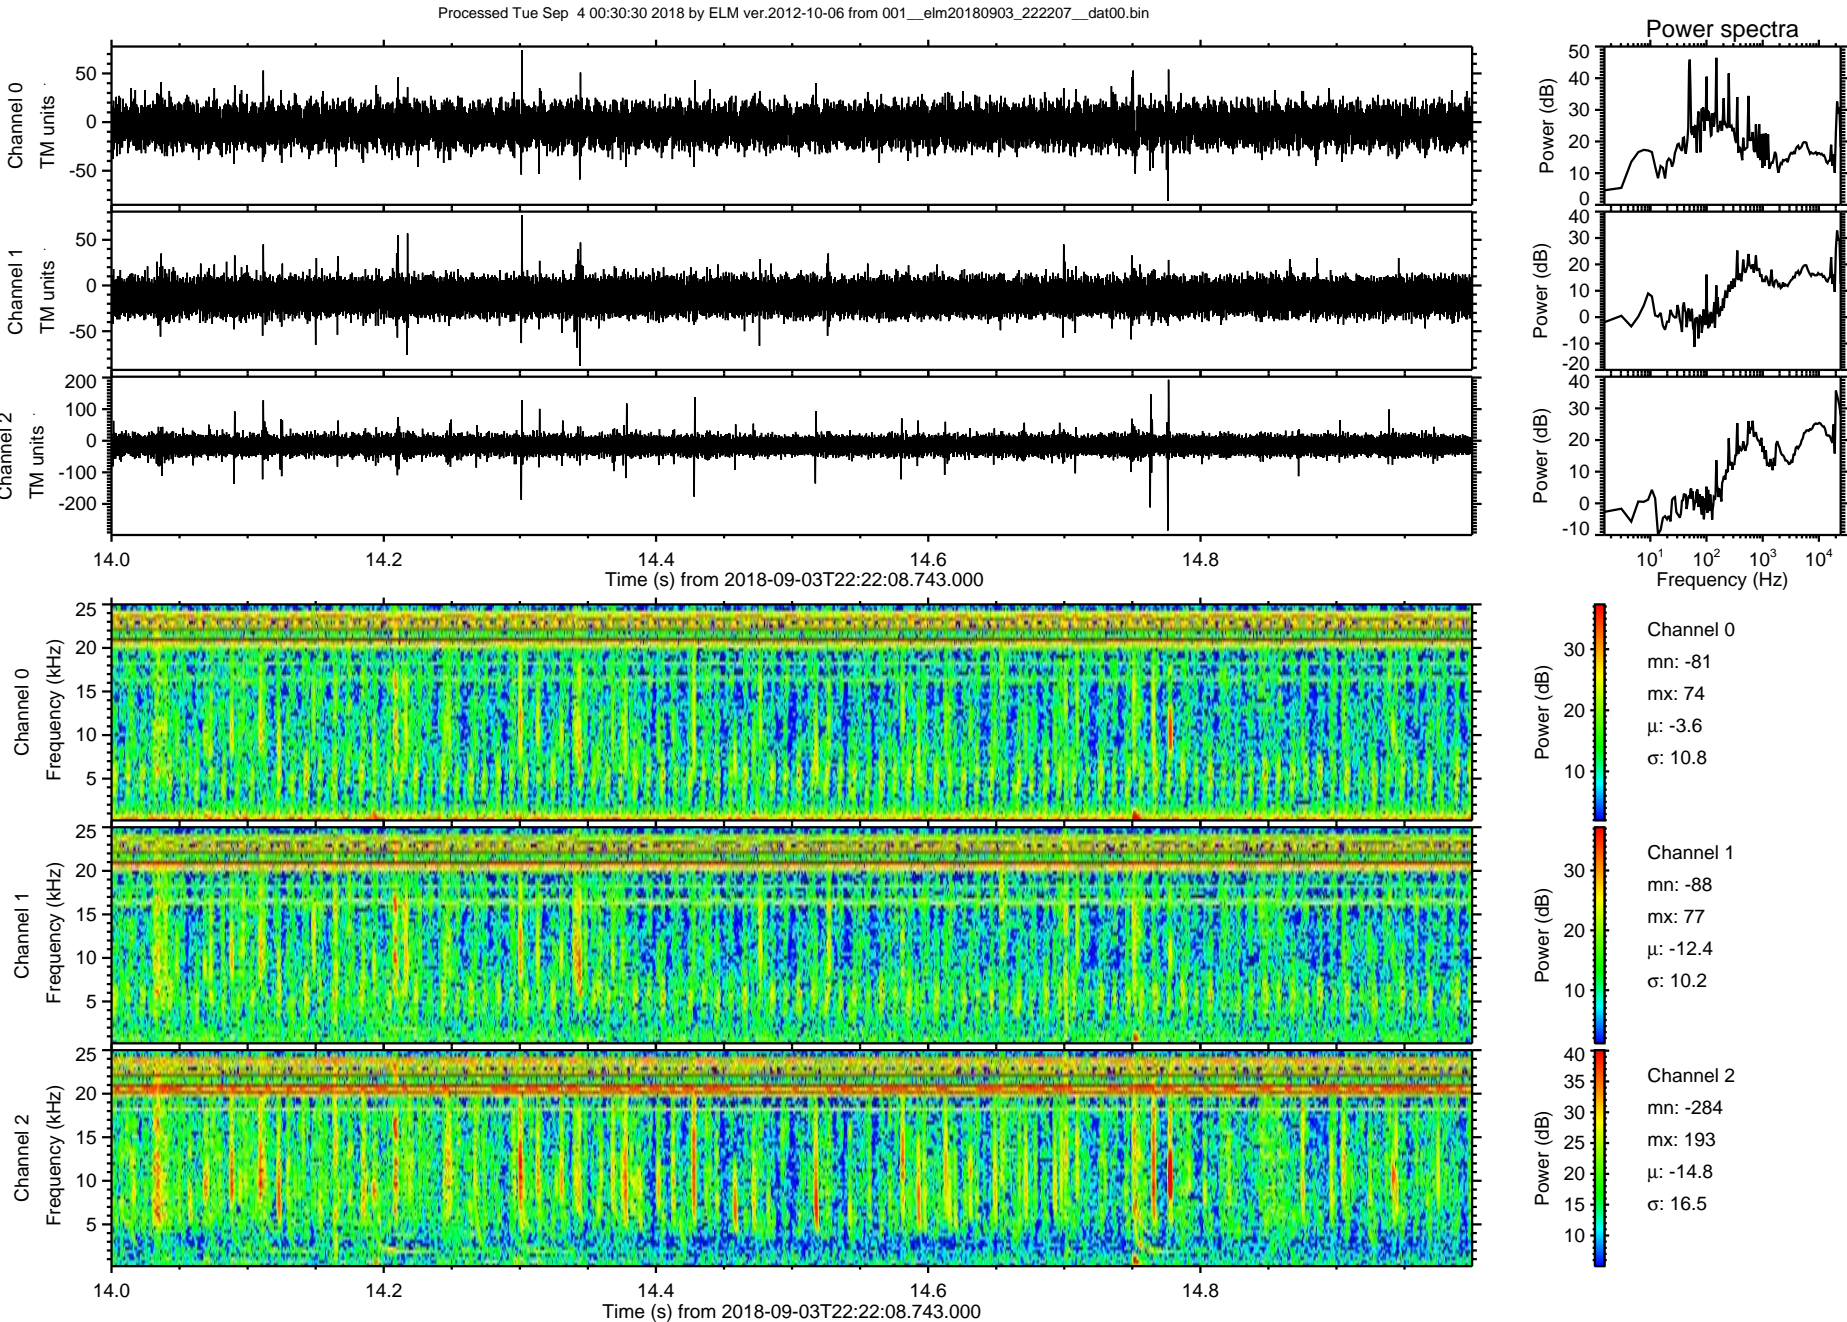 Processed Tue Sep  4 00:30:30 2018 by ELM ver.2012-10-06 from 001__elm20180903_222207__dat00.bin
Power spectra
Channel 0
TM units
50
0
-50
Power (dB)
50
40
30
20
10
0
Channel 1
TM units
50
0
-50
Power (dB)
40
30
20
10
0
-10
-20
Channel 2
TM units
200
100
0
-100
-200
Power (dB)
40
30
20
10
0
-10
14.0 14.2 14.4 14.6 14.8
Time (s) from 2018-09-03T22:22:08.743.000
10¹ 10² 10³ 10⁴
Frequency (Hz)
Channel 0
Frequency (kHz)
25
20
15
10
5
Power (dB)
30
20
10
Channel 0
mn: -81
mx: 74
μ: -3.6
σ: 10.8
Channel 1
Frequency (kHz)
25
20
15
10
5
Power (dB)
30
20
10
Channel 1
mn: -88
mx: 77
μ: -12.4
σ: 10.2
Channel 2
Frequency (kHz)
25
20
15
10
5
Power (dB)
40
35
30
25
20
15
10
Channel 2
mn: -284
mx: 193
μ: -14.8
σ: 16.5
14.0 14.2 14.4 14.6 14.8
Time (s) from 2018-09-03T22:22:08.743.000